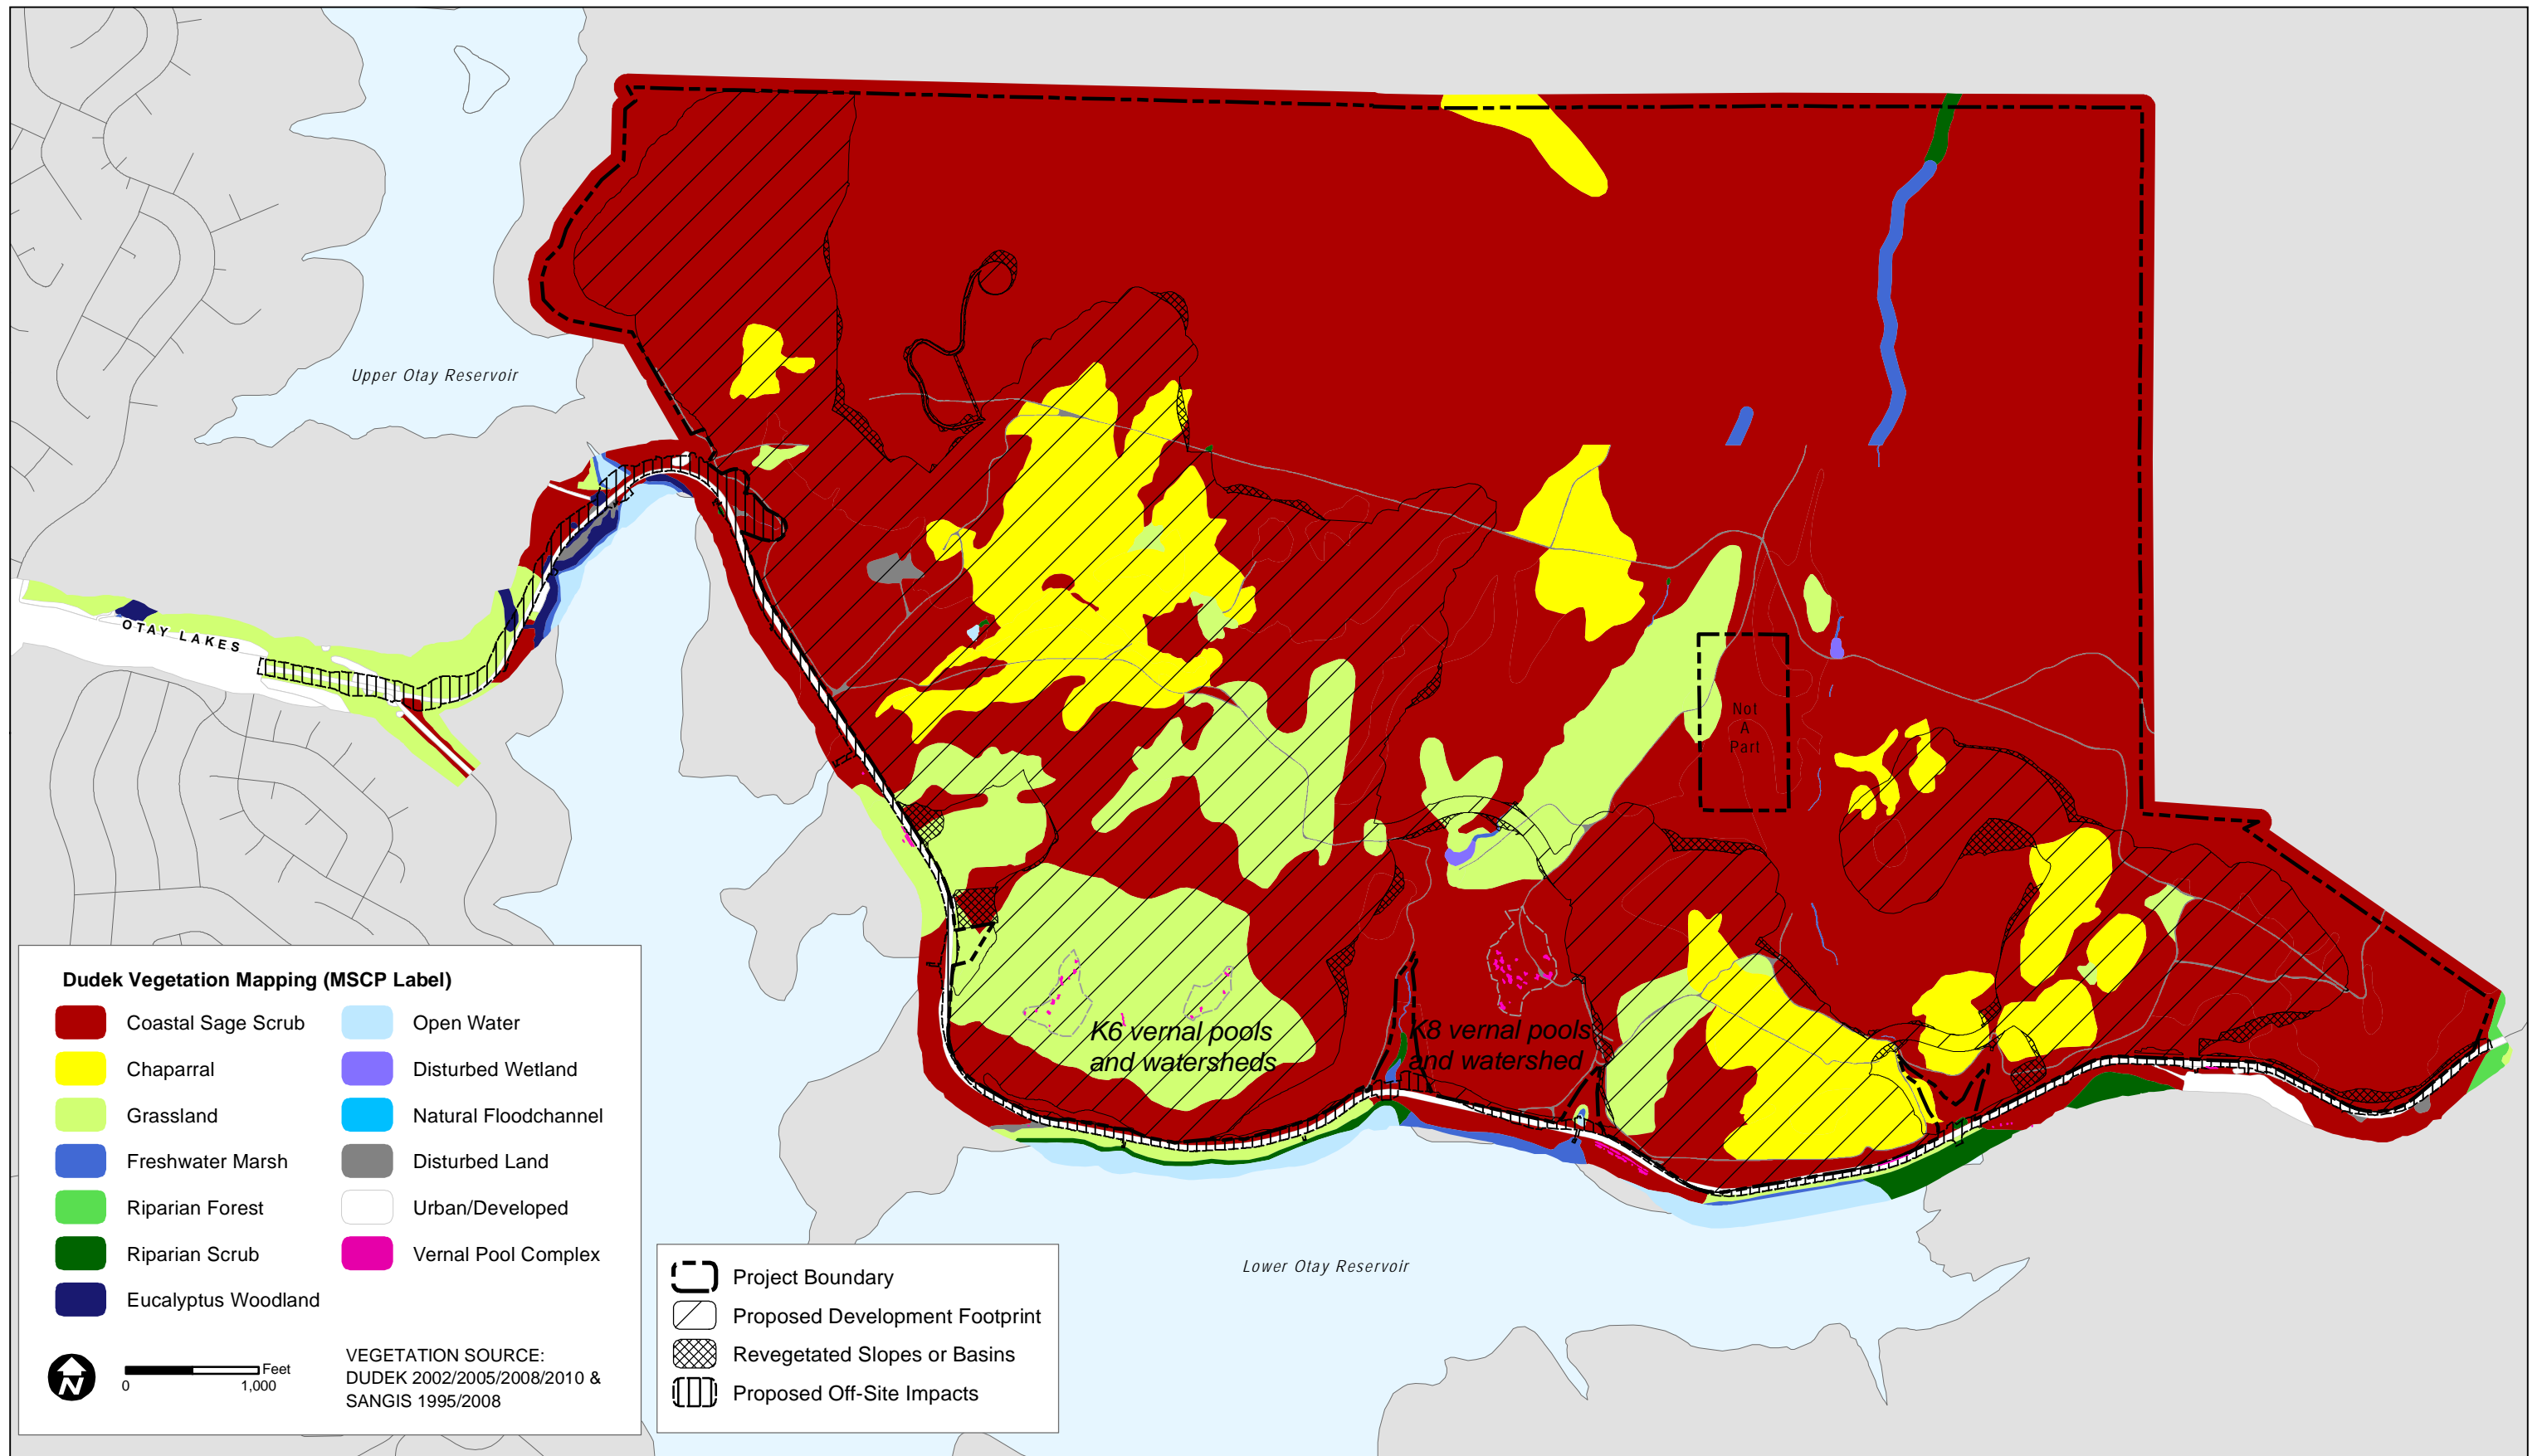 Upper Otay Reservoir
OTAY LAKES
Not
A
Part
K6 vernal pools
and watersheds
K8 vernal pools
and watershed
Lower Otay Reservoir
Dudek Vegetation Mapping (MSCP Label)
Coastal Sage Scrub
Chaparral
Grassland
Freshwater Marsh
Riparian Forest
Riparian Scrub
Eucalyptus Woodland
Open Water
Disturbed Wetland
Natural Floodchannel
Disturbed Land
Urban/Developed
Vernal Pool Complex
N
Feet
0 1,000
VEGETATION SOURCE:
DUDEK 2002/2005/2008/2010 &
SANGIS 1995/2008
Project Boundary
Proposed Development Footprint
Revegetated Slopes or Basins
Proposed Off-Site Impacts